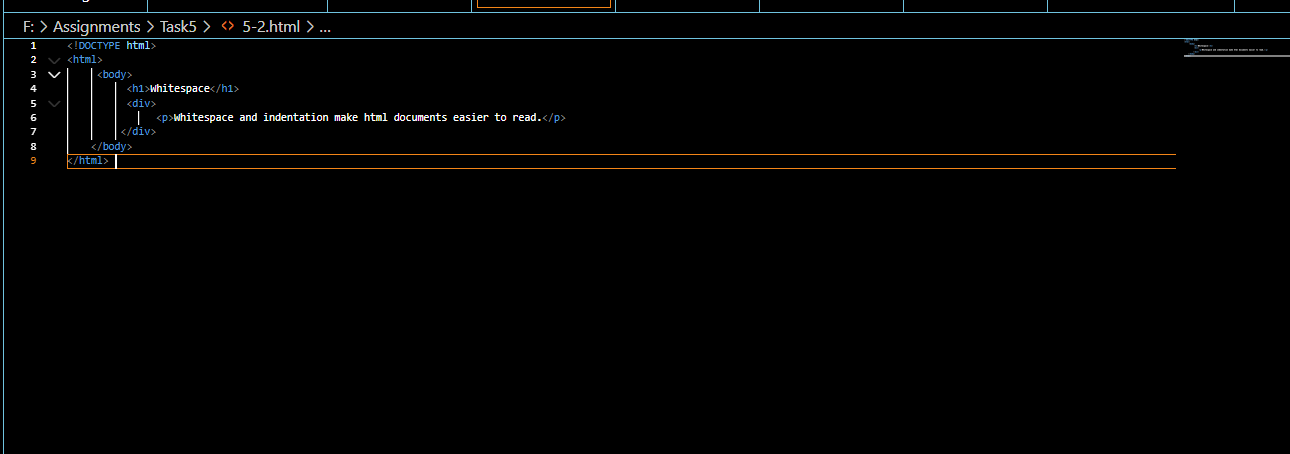 F: > Assignments > Task5 > <> 5-2.html > ...
1 <!DOCTYPE html>
2 <html>
3 <body>
4 <h1>Whitespace</h1>
5 <div>
6 <p>Whitespace and indentation make html documents easier to read.</p>
7 </div>
8 </body>
9 </html>